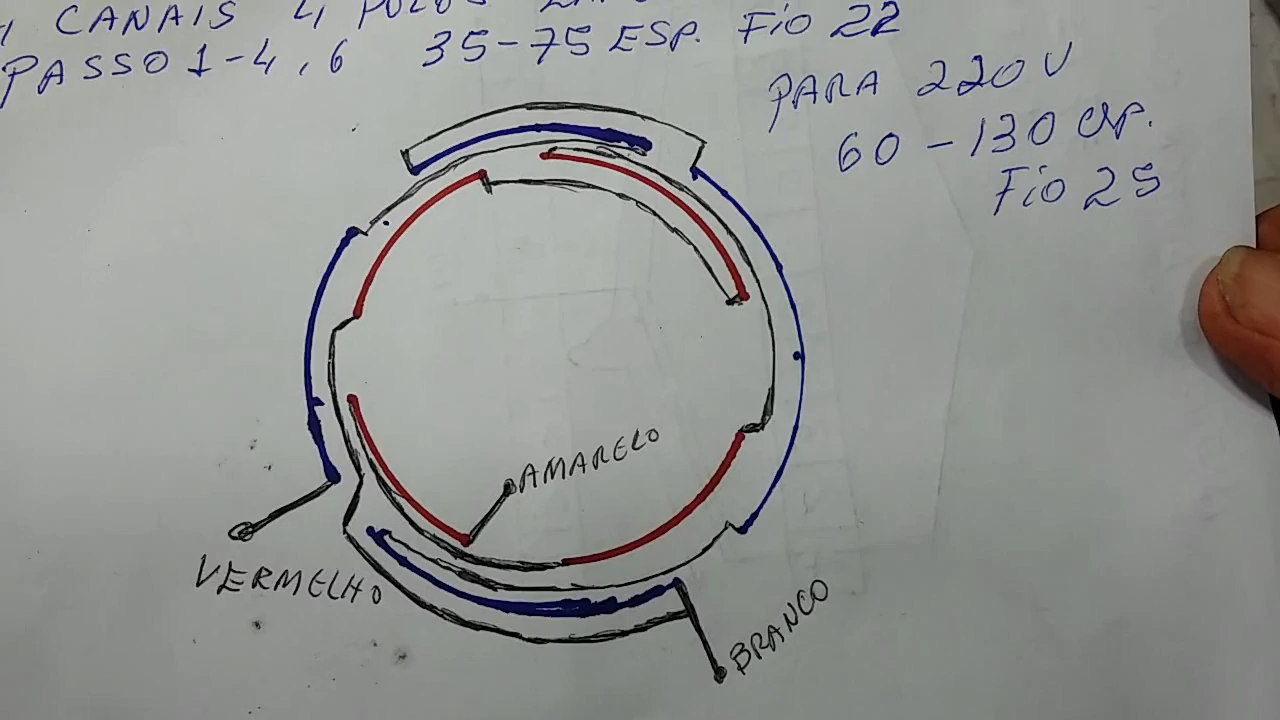 CANAIS 4 POLOS
PASSO 1-4,6 35-75 ESP. FIO 22
PARA 220V
60-130 esp.
FIO 25
AMARELO
VERMELHO
BRANCO